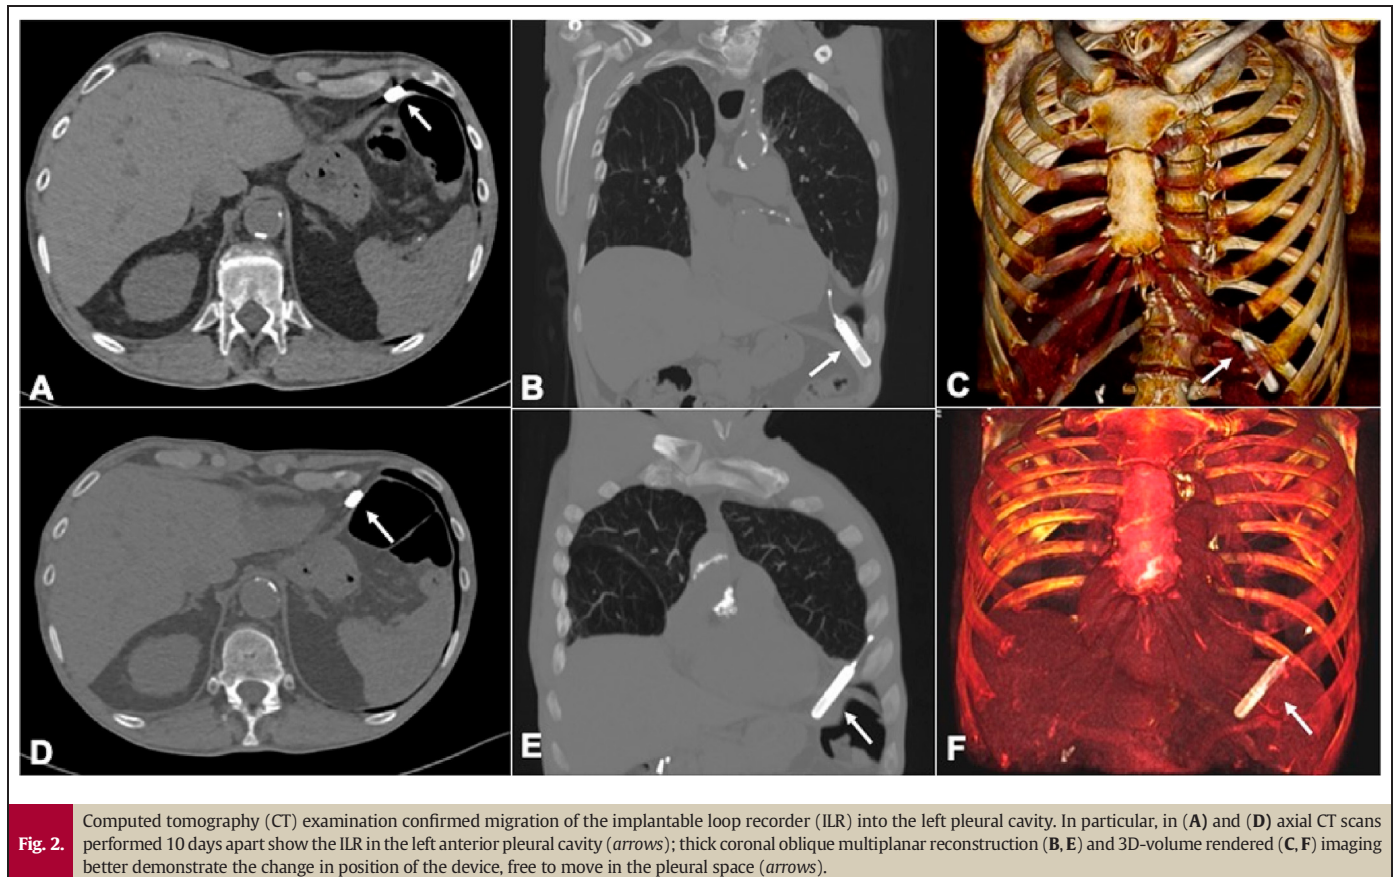 A
B
C
D
E
F
Fig. 2.
Computed tomography (CT) examination confirmed migration of the implantable loop recorder (ILR) into the left pleural cavity. In particular, in (A) and (D) axial CT scans
performed 10 days apart show the ILR in the left anterior pleural cavity (arrows); thick coronal oblique multiplanar reconstruction (B, E) and 3D-volume rendered (C, F) imaging
better demonstrate the change in position of the device, free to move in the pleural space (arrows).